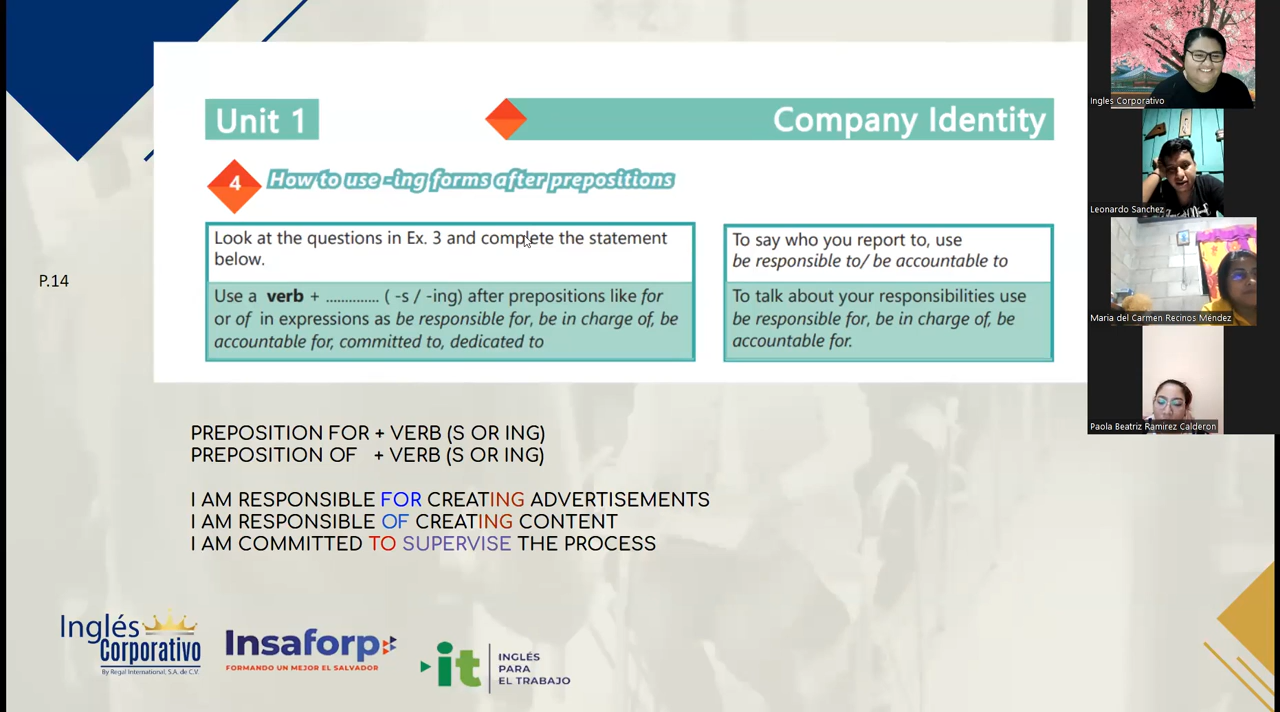 Unit 1
Company Identity
4
How to use -ing forms after prepositions
Look at the questions in Ex. 3 and complete the statement
below.
Use a verb + .............. ( -s / -ing) after prepositions like for
or of in expressions as be responsible for, be in charge of, be
accountable for, committed to, dedicated to
To say who you report to, use
be responsible to/ be accountable to
To talk about your responsibilities use
be responsible for, be in charge of, be
accountable for.
P.14
PREPOSITION FOR + VERB (S OR ING)
PREPOSITION OF + VERB (S OR ING)
I AM RESPONSIBLE FOR CREATING ADVERTISEMENTS
I AM RESPONSIBLE OF CREATING CONTENT
I AM COMMITTED TO SUPERVISE THE PROCESS
Inglés
Corporativo
By Regal International, S.A. de C.V.
Insaforp
FORMANDO UN MEJOR EL SALVADOR
it
INGLÉS
PARA
EL TRABAJO
Ingles Corporativo
Leonardo Sanchez
Maria del Carmen Recinos Méndez
Paola Beatriz Ramirez Calderon